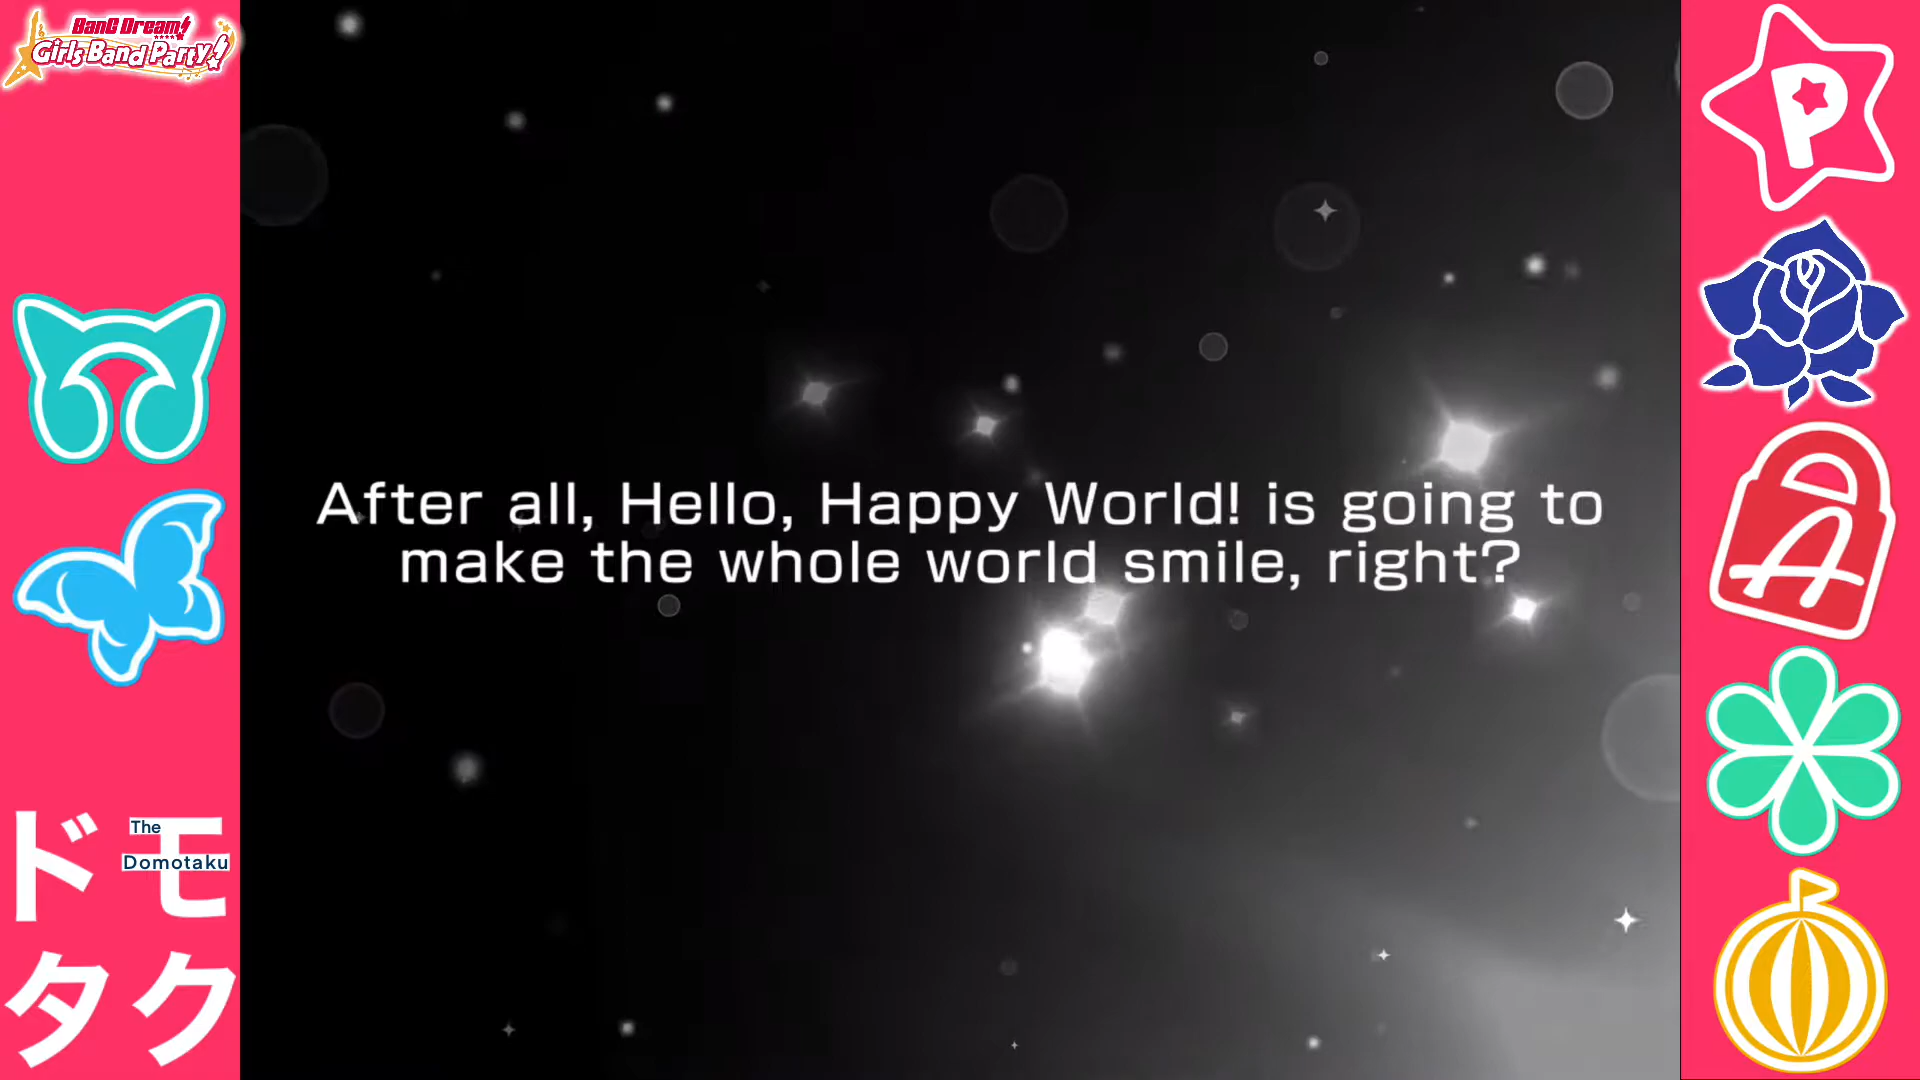 BanG Dream!
Girls Band Party!
After all, Hello, Happy World! is going to
make the whole world smile, right?
P
A
ドモ
The
Domotaku
タク